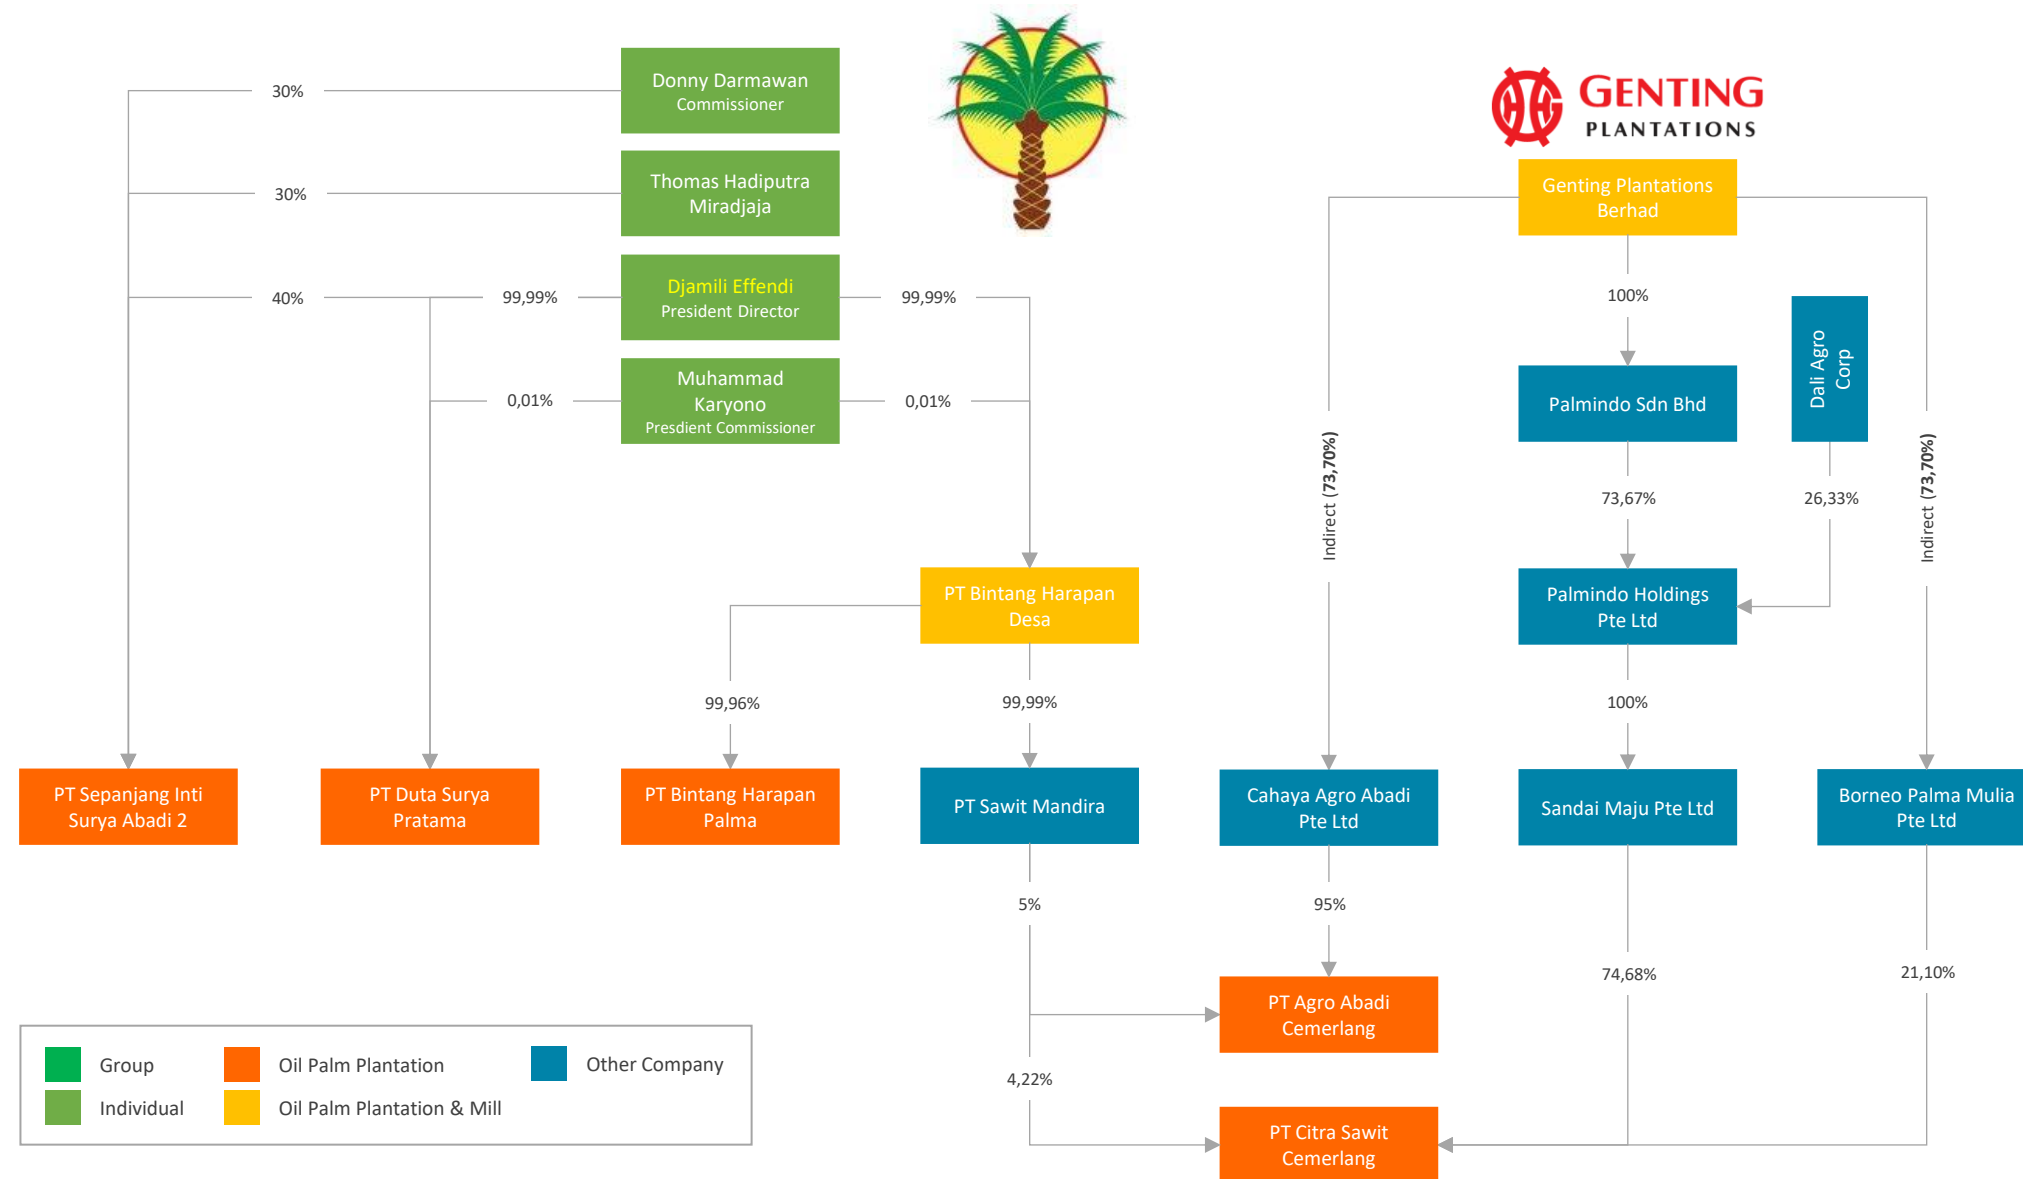 GENTING
PLANTATIONS
Donny Darmawan
Commissioner
30%
Thomas Hadiputra
Miradjaja
30%
Genting Plantations
Berhad
Djamili Effendi
President Director
40%
99,99%
99,99%
100%
Dali Agro
Corp
Muhammad
Karyono
Presdient Commissioner
0,01%
0,01%
Palmindo Sdn Bhd
Indirect (73,70%)
73,67%
26,33%
Indirect (73,70%)
PT Bintang Harapan
Desa
Palmindo Holdings
Pte Ltd
99,96%
99,99%
100%
PT Sepanjang Inti
Surya Abadi 2
PT Duta Surya
Pratama
PT Bintang Harapan
Palma
PT Sawit Mandira
Cahaya Agro Abadi
Pte Ltd
Sandai Maju Pte Ltd
Borneo Palma Mulia
Pte Ltd
5%
95%
74,68%
21,10%
PT Agro Abadi
Cemerlang
4,22%
PT Citra Sawit
Cemerlang
Group
Oil Palm Plantation
Other Company
Individual
Oil Palm Plantation & Mill